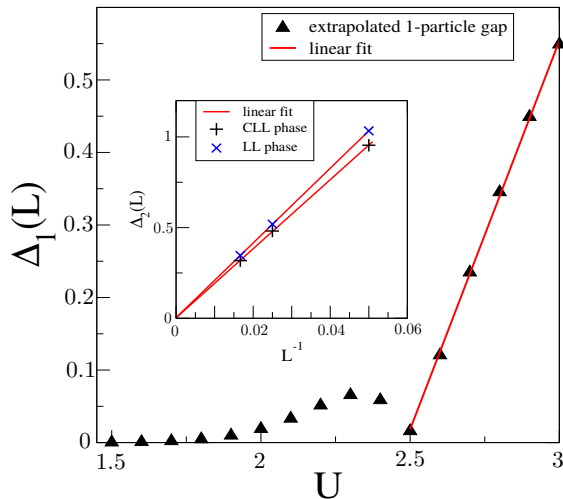 extrapolated 1-particle gap
linear fit
Δ₁(L)
0.5
0.4
0.3
0.2
0.1
0
1.5
2
2.5
3
U
linear fit
CLL phase
LL phase
Δ₂(L)
1
0.5
0
0
0.02
0.04
0.06
L⁻¹